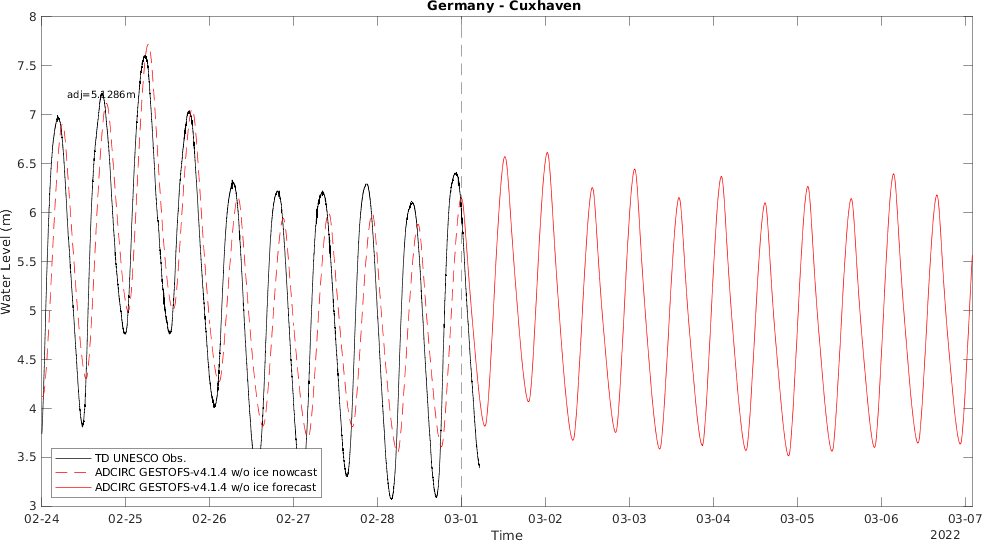 Germany - Cuxhaven
8
7.5
7
6.5
6
5.5
5
4.5
4
3.5
3
Water Level (m)
adj=5.1286m
TD UNESCO Obs.
ADCIRC GESTOFS-v4.1.4 w/o ice nowcast
ADCIRC GESTOFS-v4.1.4 w/o ice forecast
02-24 02-25 02-26 02-27 02-28 03-01 03-02 03-03 03-04 03-05 03-06 03-07
Time
2022